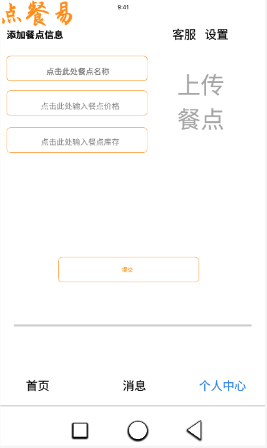 9:41
点餐易
添加餐点信息
客服 设置
点击此处餐点名称
点击此处输入餐点价格
点击此处输入餐点库存
上传
餐点
提交
首页 消息 个人中心